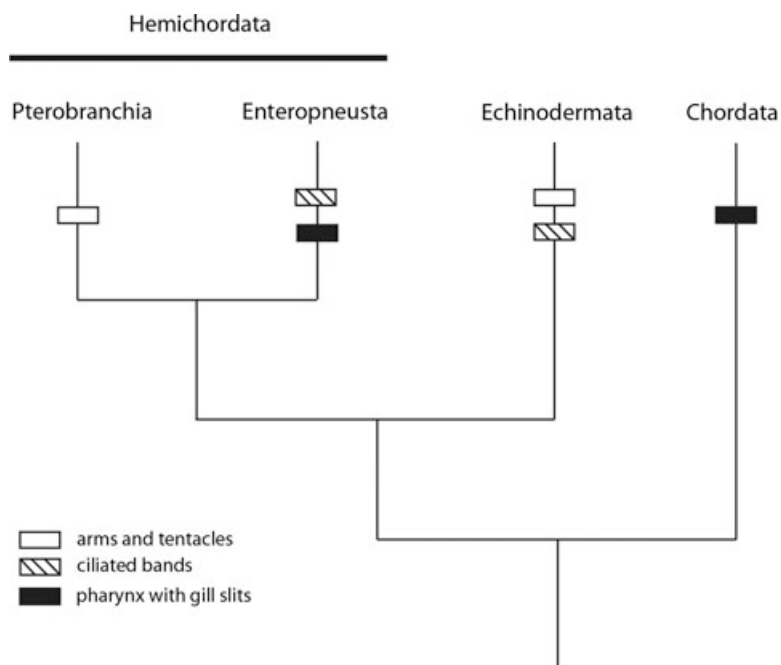 Hemichordata
Pterobranchia Enteropneusta Echinodermata Chordata
arms and tentacles
ciliated bands
pharynx with gill slits